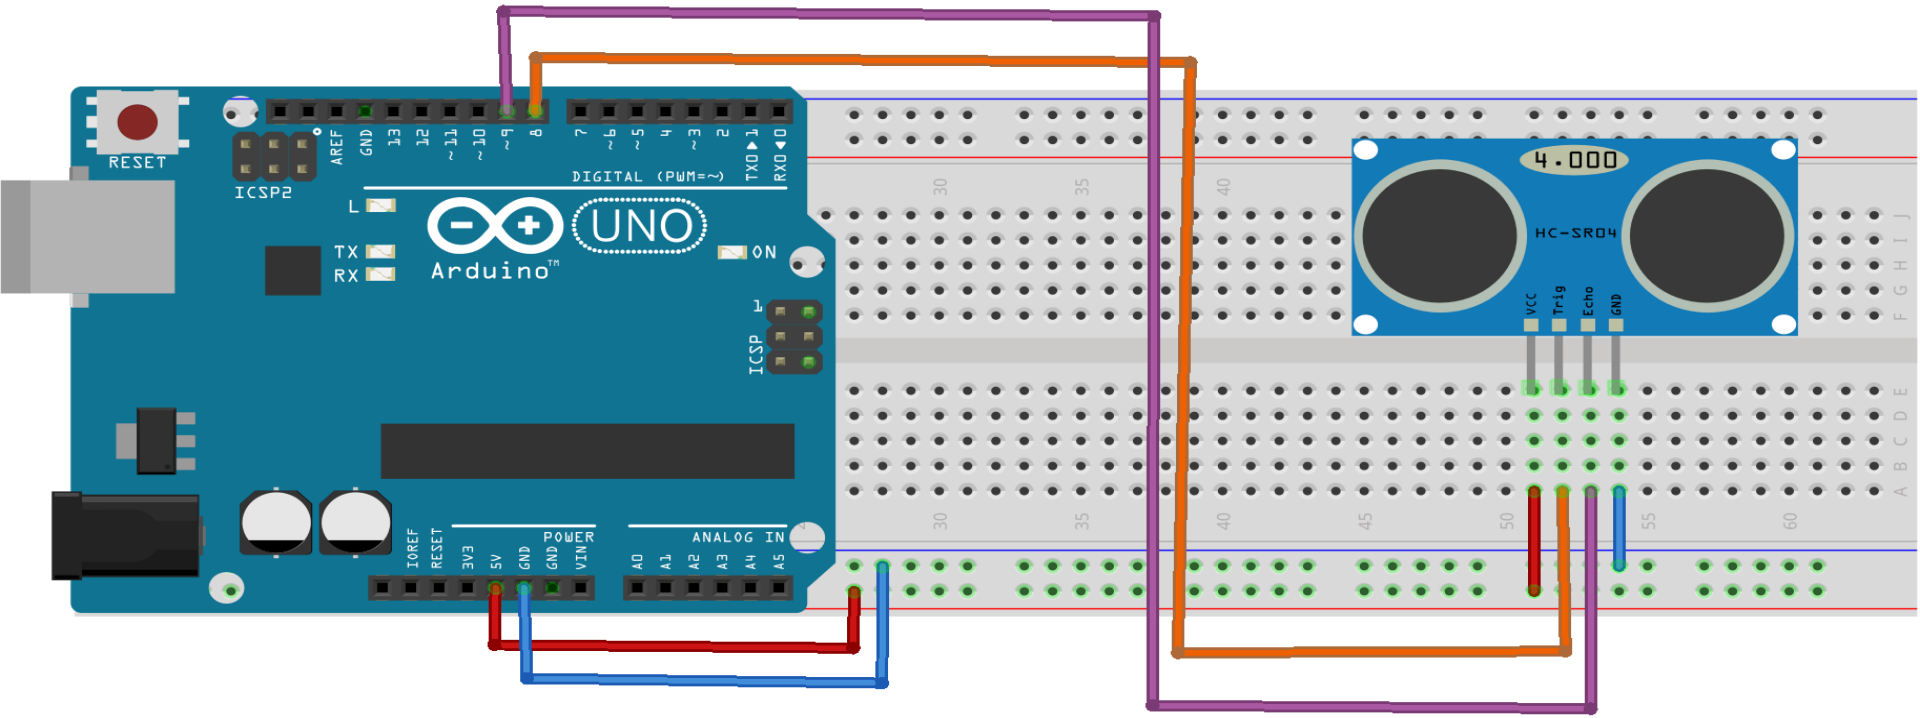 RESET
ICSP2
AREF
GND
13
12
~11
~10
~9
8
7
~6
~5
4
~3
2
TX0▶1
RX0◀0
DIGITAL (PWM=~)
L
TX
RX
UNO
ON
Arduino™
1
ICSP
IOREF
RESET
3V3
5V
GND
GND
VIN
POWER
A0
A1
A2
A3
A4
A5
ANALOG IN
30
35
40
J
I
H
G
F
4.000
HC-SR04
VCC
Trig
Echo
GND
E
D
C
B
A
30
35
40
45
50
55
60